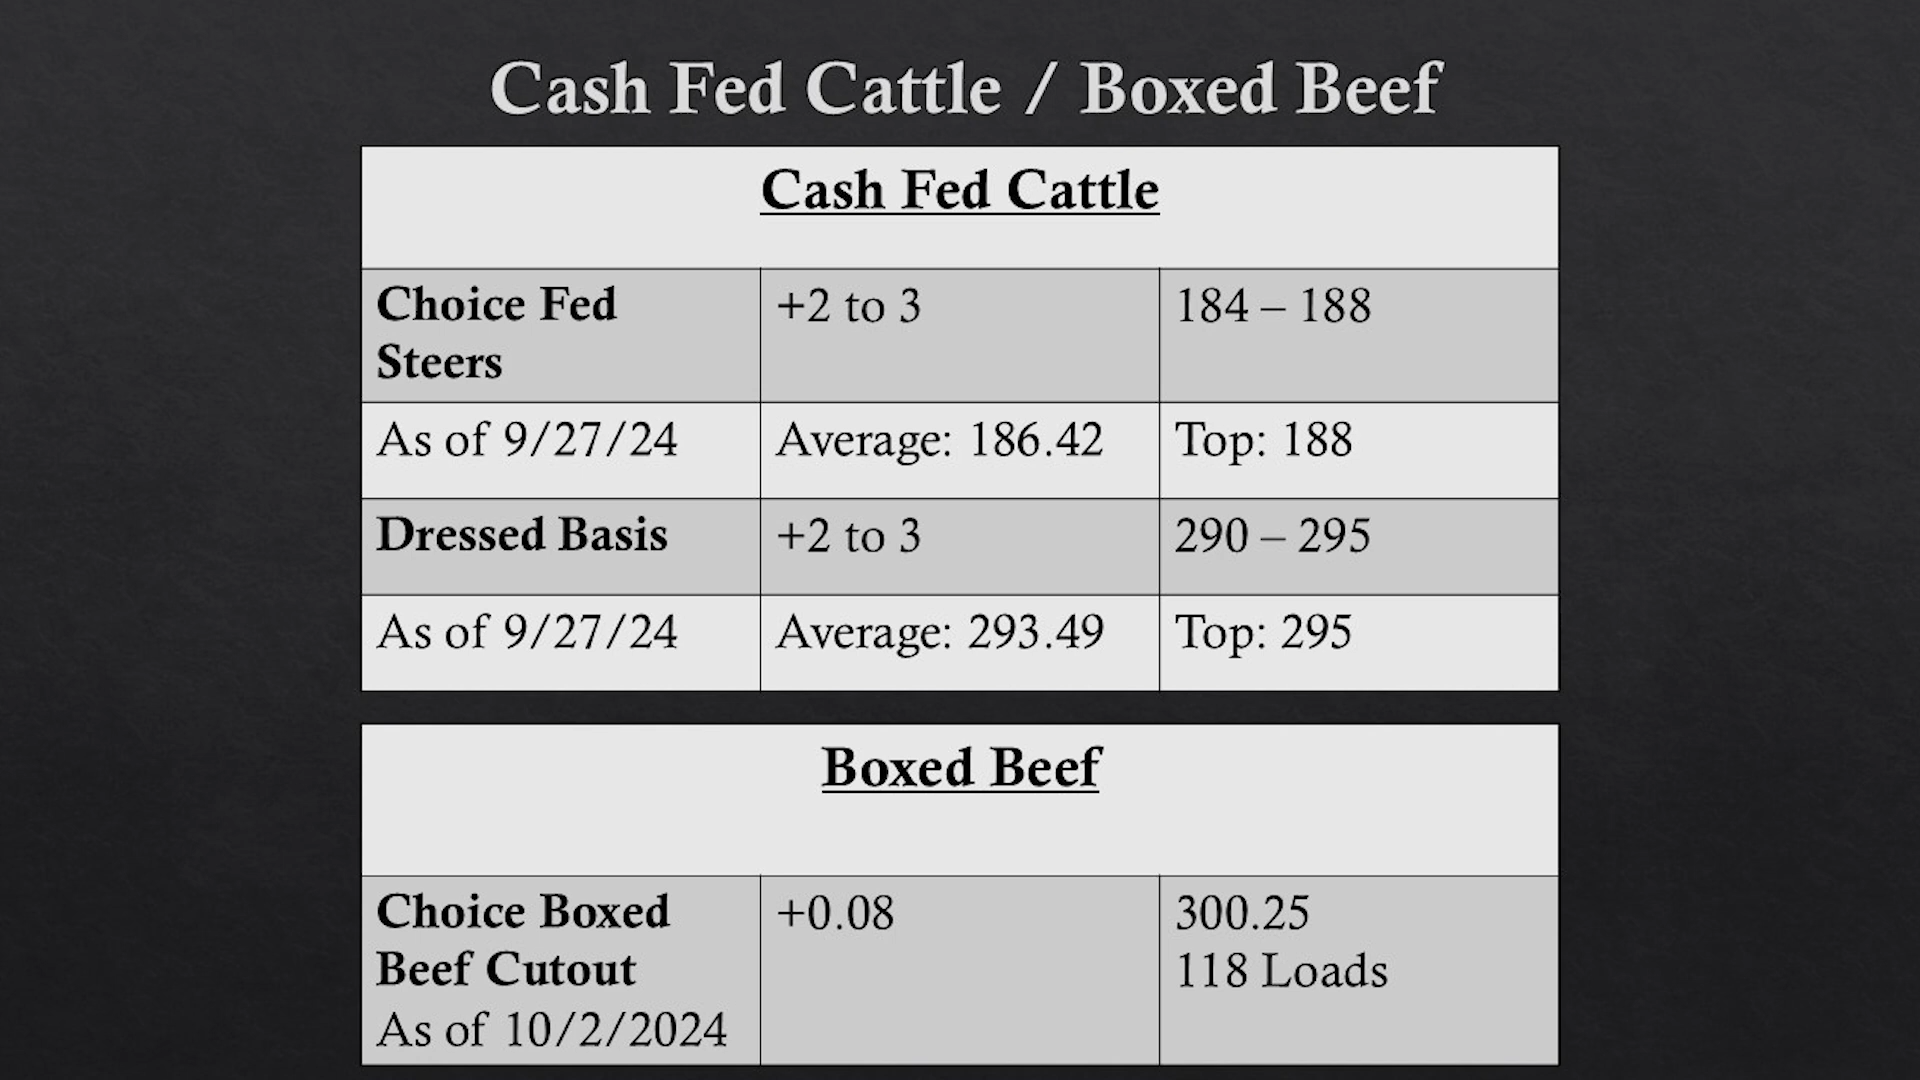 Cash Fed Cattle / Boxed Beef
Cash Fed Cattle
Choice Fed
Steers
+2 to 3
184 – 188
As of 9/27/24
Average: 186.42
Top: 188
Dressed Basis
+2 to 3
290 – 295
As of 9/27/24
Average: 293.49
Top: 295
Boxed Beef
Choice Boxed
Beef Cutout
As of 10/2/2024
+0.08
300.25
118 Loads